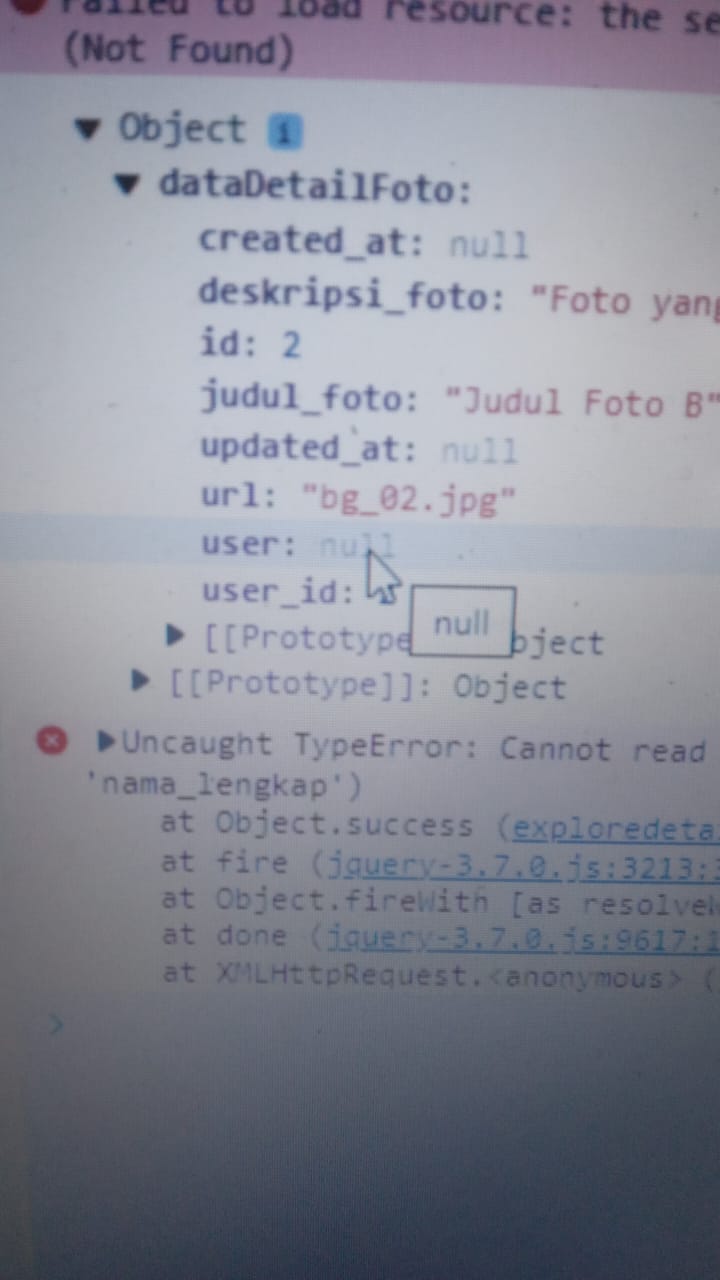 Failed to load resource: the se
(Not Found)
Object i
dataDetailFoto:
created_at: null
deskripsi_foto: "Foto yang
id: 2
judul_foto: "Judul Foto B"
updated_at: null
url: "bg_02.jpg"
user: null
user_id:
null
[[Prototype bject
[[Prototype]]: Object
Uncaught TypeError: Cannot read
'nama_lengkap')
at Object.success (exploredeta
at fire (jquery-3.7.0.js:3213:3
at Object.fireWith [as resolveW
at done (jquery-3.7.0.js:9617:1
at XMLHttpRequest.<anonymous> (
>